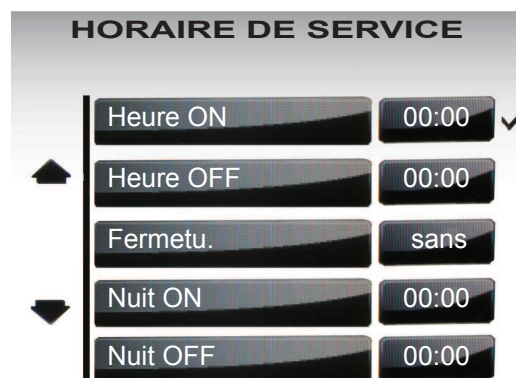 HORAIRE DE SERVICE
Heure ON 00:00
Heure OFF 00:00
Fermetu. sans
Nuit ON 00:00
Nuit OFF 00:00